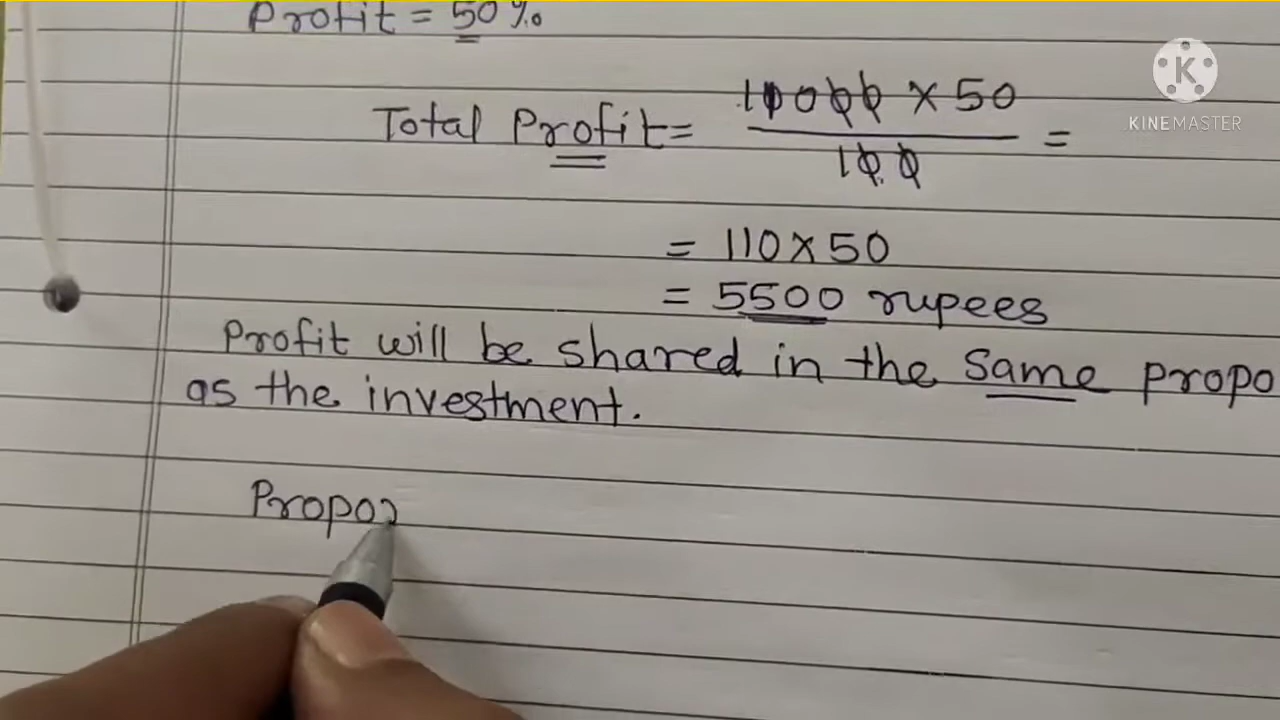 Profit = 50%
Total Profit = 11000 x 50 / 100 =
= 110 x 50
= 5500 rupees
Profit will be shared in the same propo
as the investment.
Propor
K
KINEMASTER